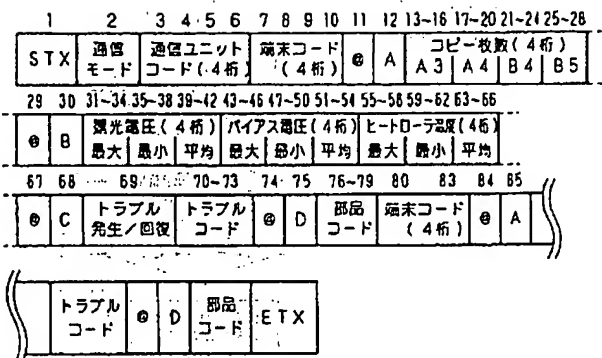 1 2 3 4 5 6 7 8 9 10 11 12 13~16 17~20 21~24 25~28
STX 通信モード 通信ユニットコード(4桁) 端末コード(4桁) @ A コピー枚数(4桁) A3 A4 B4 B5
29 30 31~34 35~38 39~42 43~46 47~50 51~54 55~58 59~62 63~66
@ B 露光電圧(4桁) 最大 最小 平均 バイアス電圧(4桁) 最大 最小 平均 ヒートローラ温度(4桁) 最大 最小 平均
67 68 69 70~73 74 75 76~79 80 83 84 85
@ C トラブル発生/回復 トラブルコード @ D 部品コード 端末コード(4桁) @ A
トラブルコード @ D 部品コード ETX